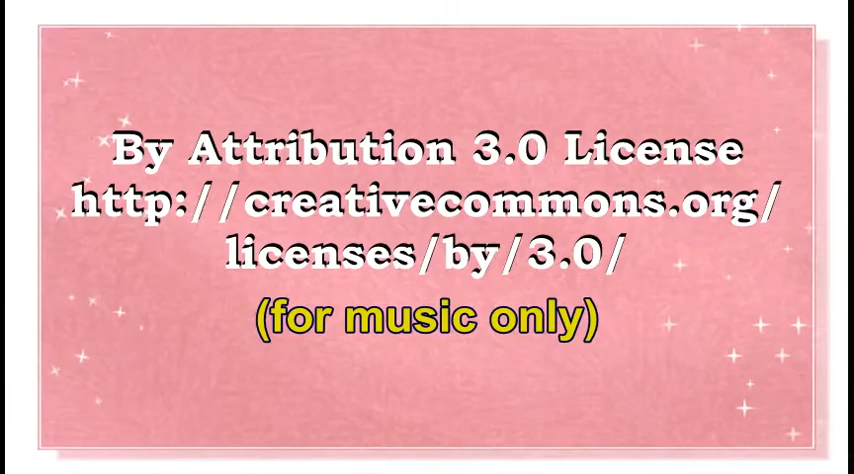 By Attribution 3.0 License
http://creativecommons.org/
licenses/by/3.0/
(for music only)